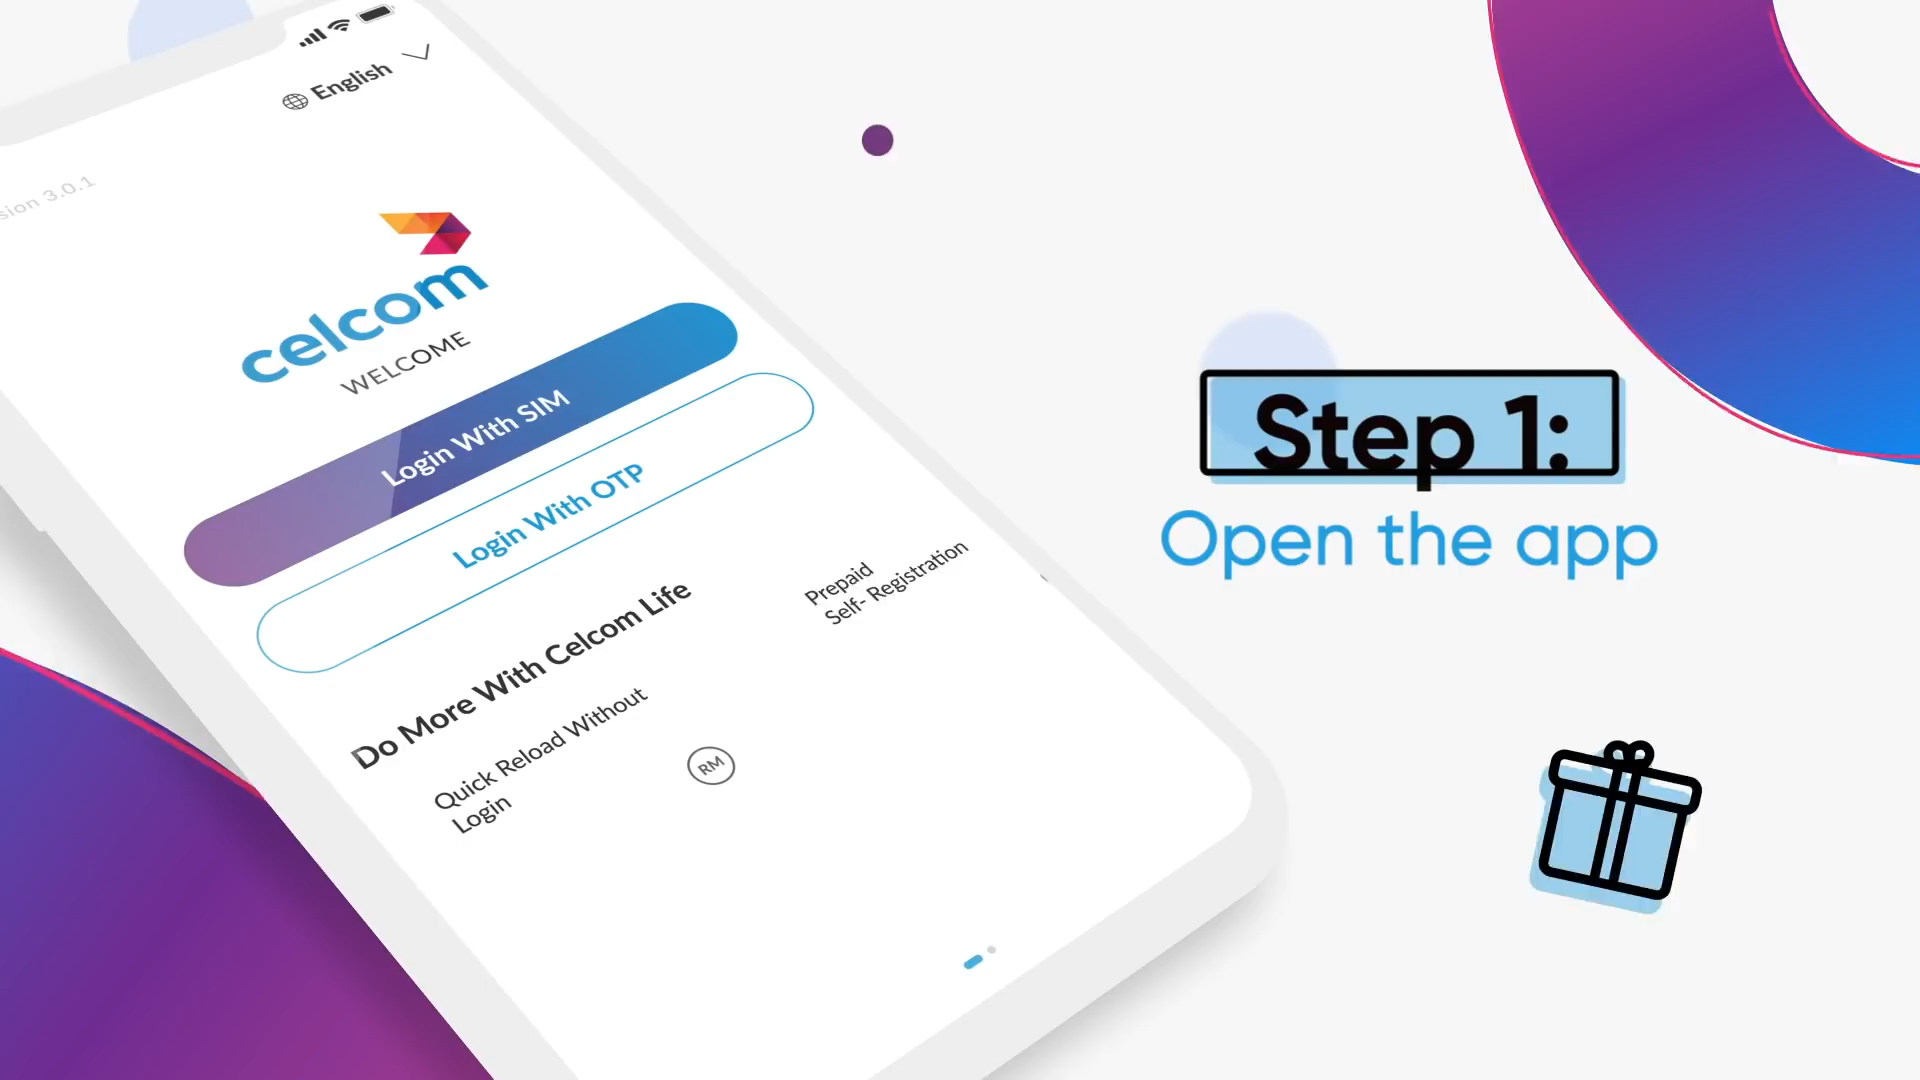 English
sion 3.0.1
celcom
WELCOME
Login With SIM
Login With OTP
Do More With Celcom Life
Quick Reload Without
Login
RM
Prepaid
Self- Registration
Step 1:
Open the app